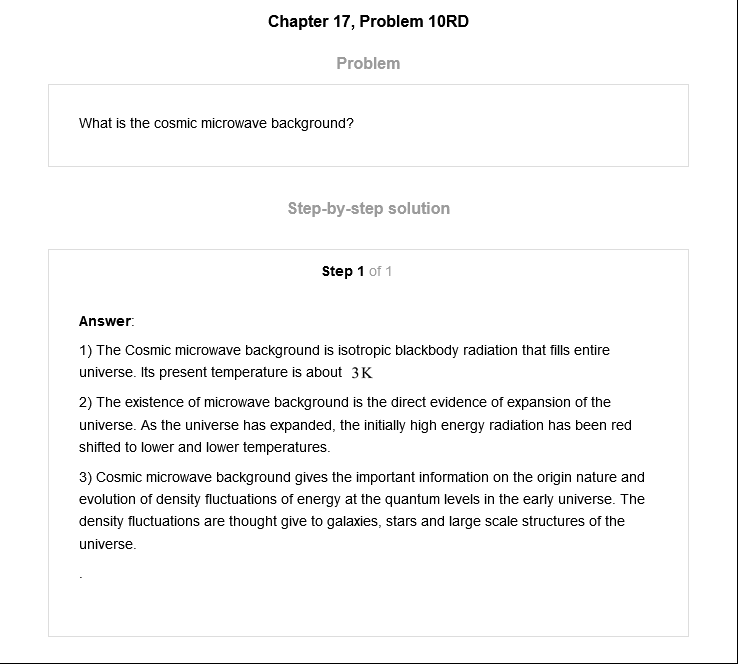 Chapter 17, Problem 10RD
Problem
What is the cosmic microwave background?
Step-by-step solution
Step 1 of 1
Answer:
1) The Cosmic microwave background is isotropic blackbody radiation that fills entire
universe. Its present temperature is about 3K
2) The existence of microwave background is the direct evidence of expansion of the
universe. As the universe has expanded, the initially high energy radiation has been red
shifted to lower and lower temperatures.
3) Cosmic microwave background gives the important information on the origin nature and
evolution of density fluctuations of energy at the quantum levels in the early universe. The
density fluctuations are thought give to galaxies, stars and large scale structures of the
universe.
.